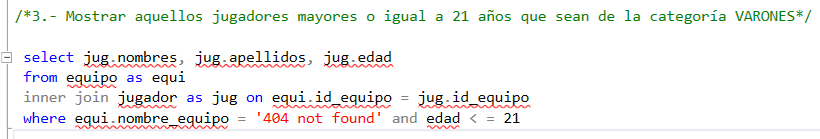 /*3.- Mostrar aquellos jugadores mayores o igual a 21 años que sean de la categoría VARONES*/
select jug.nombres, jug.apellidos, jug.edad
from equipo as equi
inner join jugador as jug on equi.id_equipo = jug.id_equipo
where equi.nombre_equipo = '404 not found' and edad < = 21